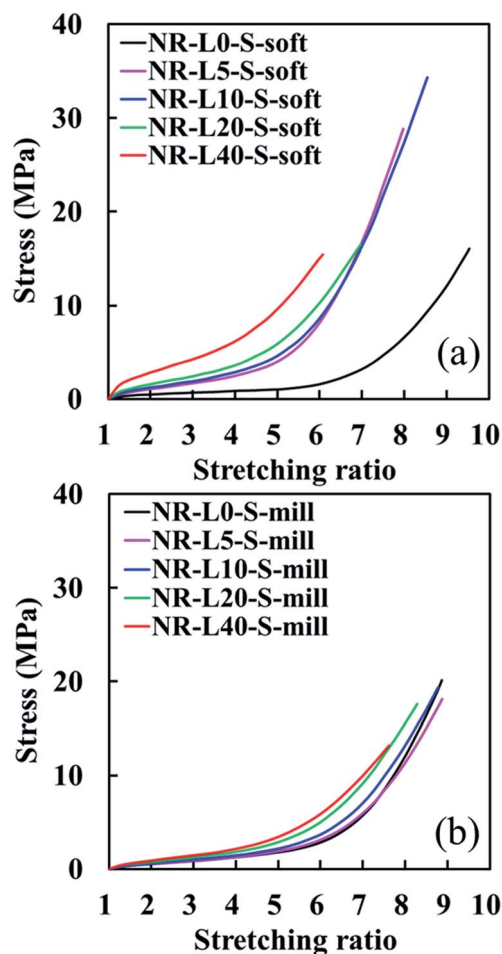 40
NR-L0-S-soft
NR-L5-S-soft
30
NR-L10-S-soft
NR-L20-S-soft
NR-L40-S-soft
20
Stress (MPa)
10
(a)
0
1 2 3 4 5 6 7 8 9 10
Stretching ratio
40
NR-L0-S-mill
NR-L5-S-mill
30
NR-L10-S-mill
NR-L20-S-mill
NR-L40-S-mill
20
Stress (MPa)
10
(b)
0
1 2 3 4 5 6 7 8 9 10
Stretching ratio